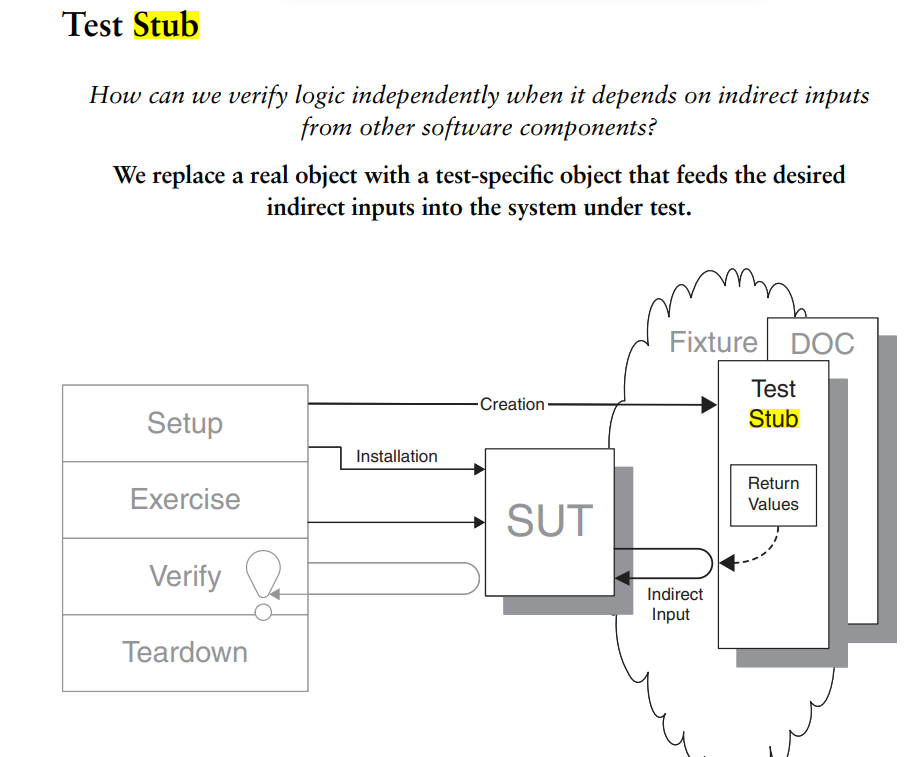 Test Stub
How can we verify logic independently when it depends on indirect inputs
from other software components?
We replace a real object with a test-specific object that feeds the desired
indirect inputs into the system under test.
Fixture
DOC
Test
Stub
Creation
Setup
Installation
Return
Values
Exercise
SUT
Verify
Indirect
Input
Teardown